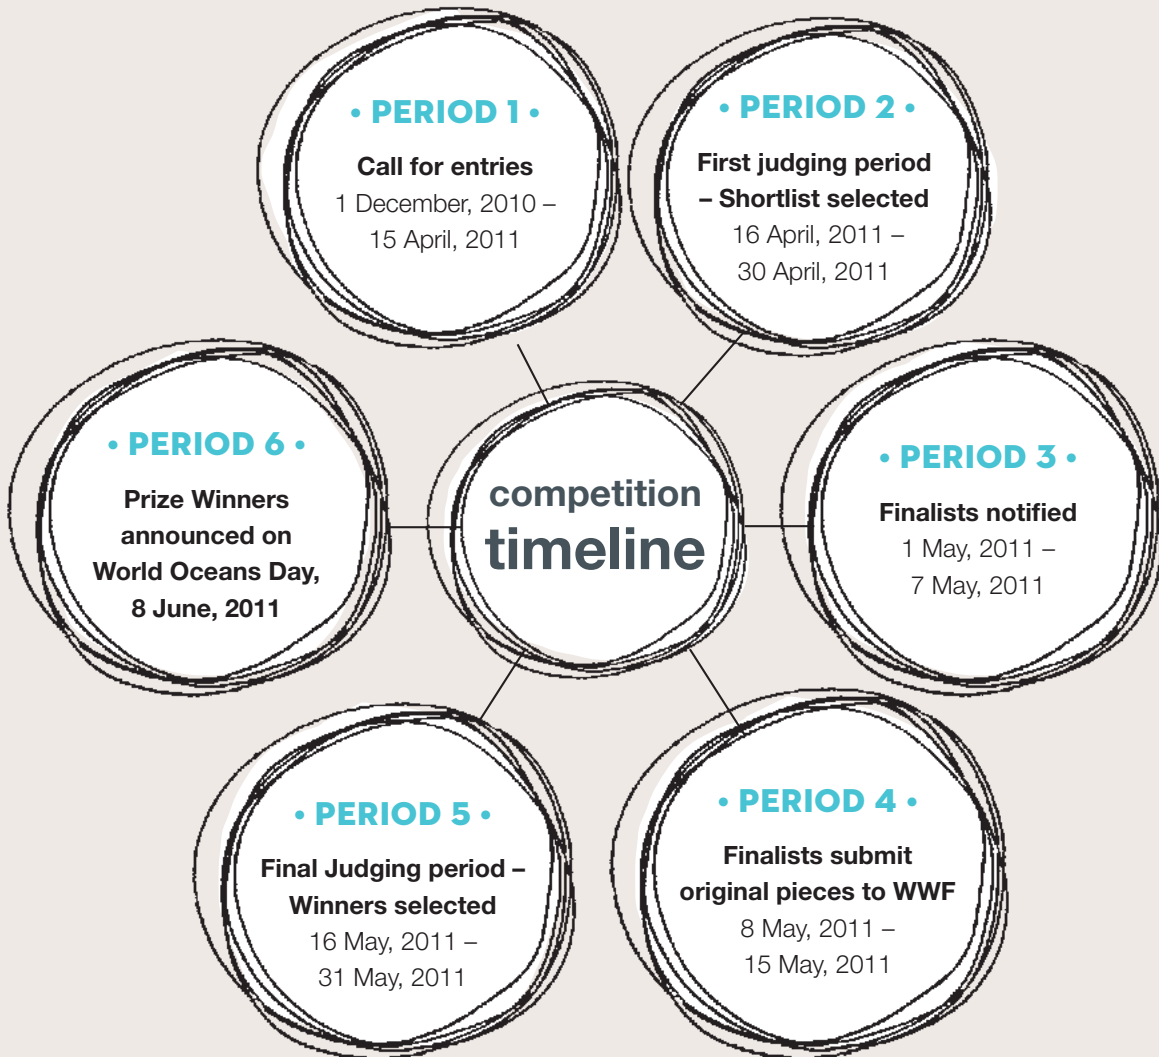 • PERIOD 1 •
Call for entries
1 December, 2010 –
15 April, 2011
• PERIOD 2 •
First judging period
– Shortlist selected
16 April, 2011 –
30 April, 2011
• PERIOD 6 •
Prize Winners
announced on
World Oceans Day,
8 June, 2011
competition
timeline
• PERIOD 3 •
Finalists notified
1 May, 2011 –
7 May, 2011
• PERIOD 5 •
Final Judging period –
Winners selected
16 May, 2011 –
31 May, 2011
• PERIOD 4 •
Finalists submit
original pieces to WWF
8 May, 2011 –
15 May, 2011